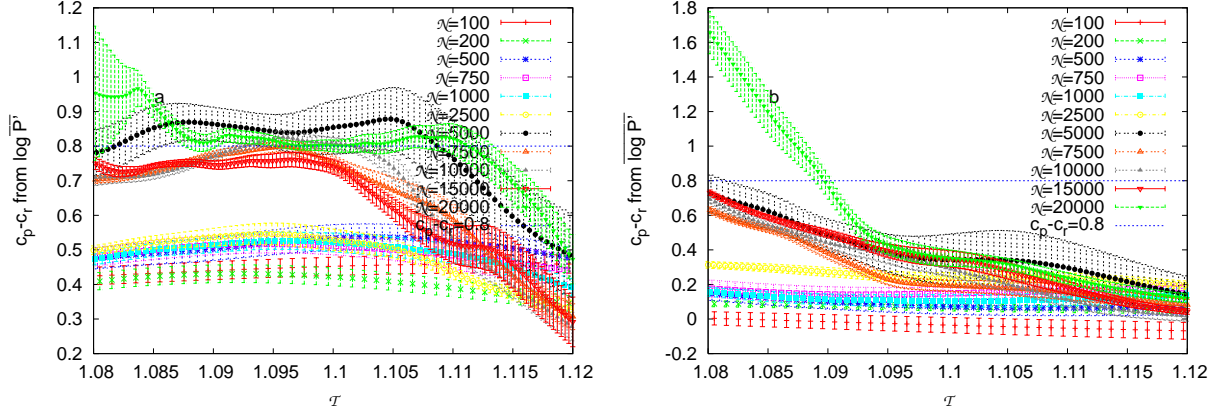 1.2
1.1
1
0.9
0.8
0.7
0.6
0.5
0.4
0.3
0.2
1.08
1.085
1.09
1.095
1.1
1.105
1.11
1.115
1.12
c_p-c_r from log P'
𝒯
a
𝒩=100
𝒩=200
𝒩=500
𝒩=750
𝒩=1000
𝒩=2500
𝒩=5000
𝒩=7500
𝒩=10000
𝒩=15000
𝒩=20000
c_p-c_r=0.8
1.8
1.6
1.4
1.2
1
0.8
0.6
0.4
0.2
0
-0.2
1.08
1.085
1.09
1.095
1.1
1.105
1.11
1.115
1.12
c_p-c_r from log P'
𝒯
b
𝒩=100
𝒩=200
𝒩=500
𝒩=750
𝒩=1000
𝒩=2500
𝒩=5000
𝒩=7500
𝒩=10000
𝒩=15000
𝒩=20000
c_p-c_r=0.8